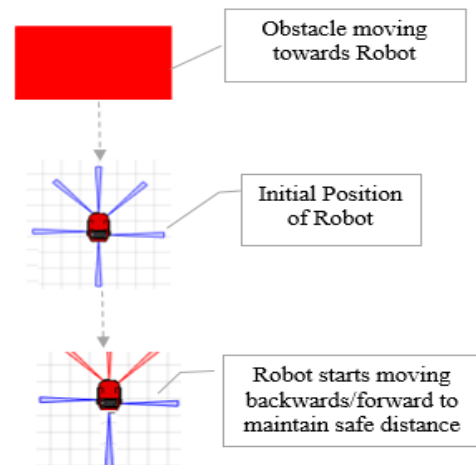 Obstacle moving
towards Robot
Initial Position
of Robot
Robot starts moving
backwards/forward to
maintain safe distance